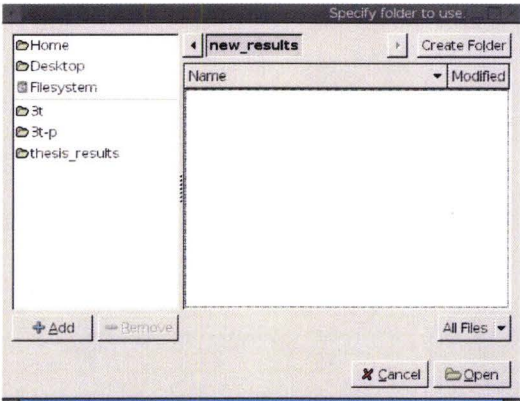 Specify folder to use.
Home
Desktop
Filesystem
3t
3t-p
thesis_results
new_results
Create Folder
Name
Modified
Add
Remove
All Files
Cancel
Open